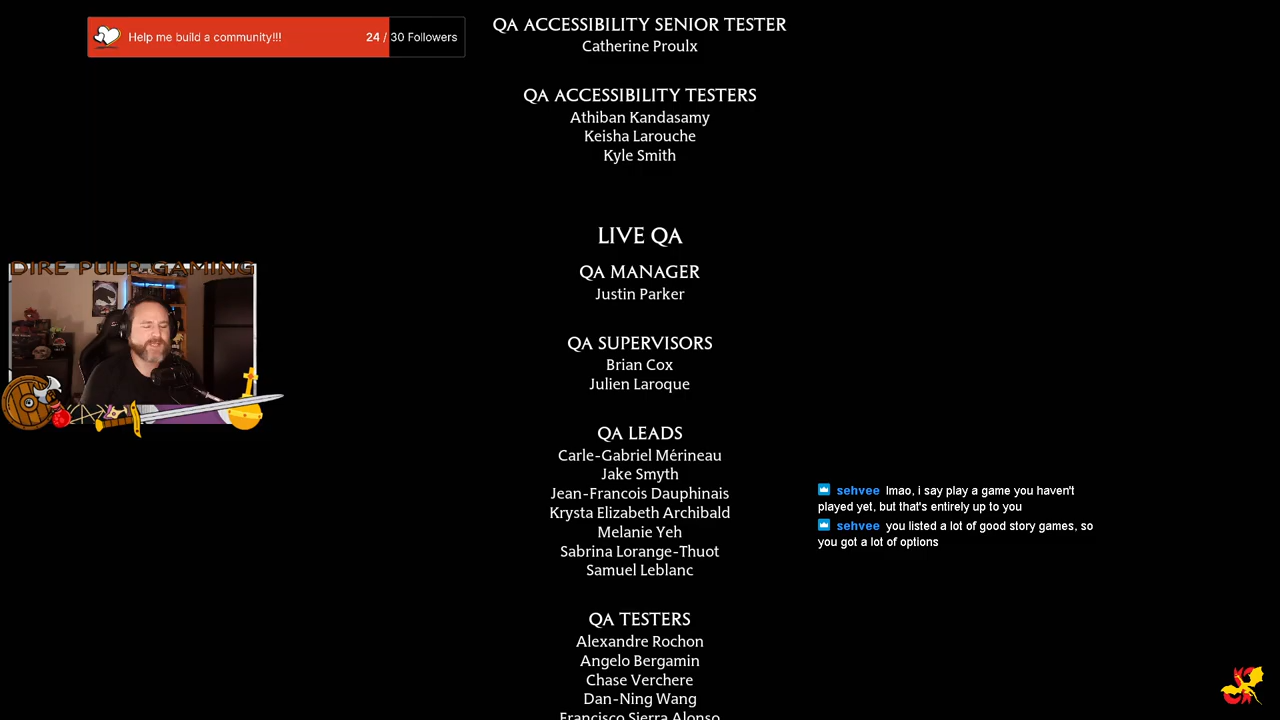 Help me build a community!!!
24 / 30 Followers
QA ACCESSIBILITY SENIOR TESTER
Catherine Proulx
QA ACCESSIBILITY TESTERS
Athiban Kandasamy
Keisha Larouche
Kyle Smith
LIVE QA
QA MANAGER
Justin Parker
DIRE PULP GAMING
QA SUPERVISORS
Brian Cox
Julien Laroque
QA LEADS
Carle-Gabriel Mérineau
Jake Smyth
Jean-Francois Dauphinais
Krysta Elizabeth Archibald
Melanie Yeh
Sabrina Lorange-Thuot
Samuel Leblanc
sehvee lmao, i say play a game you haven't
played yet, but that's entirely up to you
sehvee you listed a lot of good story games, so
you got a lot of options
QA TESTERS
Alexandre Rochon
Angelo Bergamin
Chase Verchere
Dan-Ning Wang
Francisco Sierra Alonso